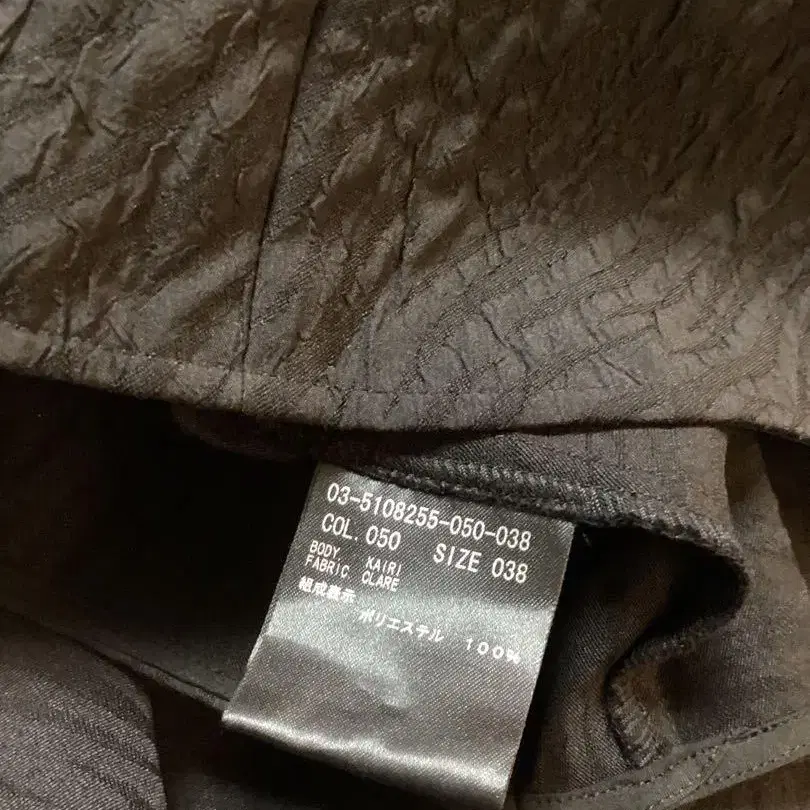 03-5108255-050-038
COL. 050 SIZE 038
BODY KAIRI
FABRIC CLARE
組成表示
ポリエステル 100%